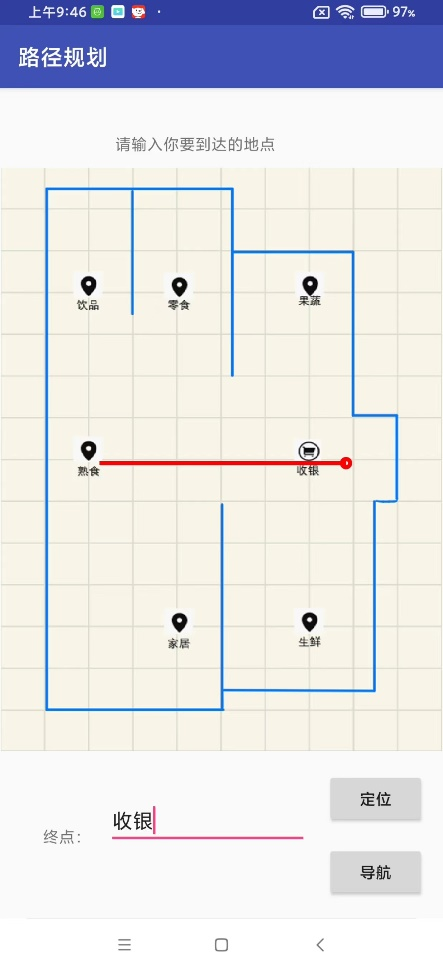 上午9:46
97%
路径规划
请输入你要到达的地点
饮品
零食
果蔬
熟食
收银
家居
生鲜
终点：
收银
定位
导航